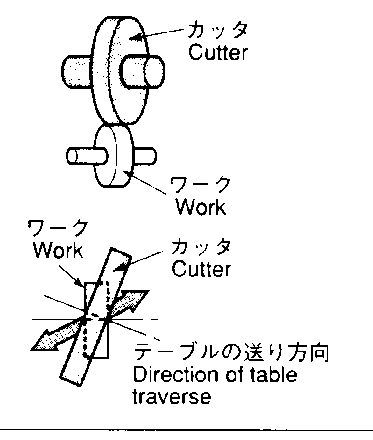 カッタ
Cutter
ワーク
Work
ワーク
Work
カッタ
Cutter
テーブルの送り方向
Direction of table
traverse